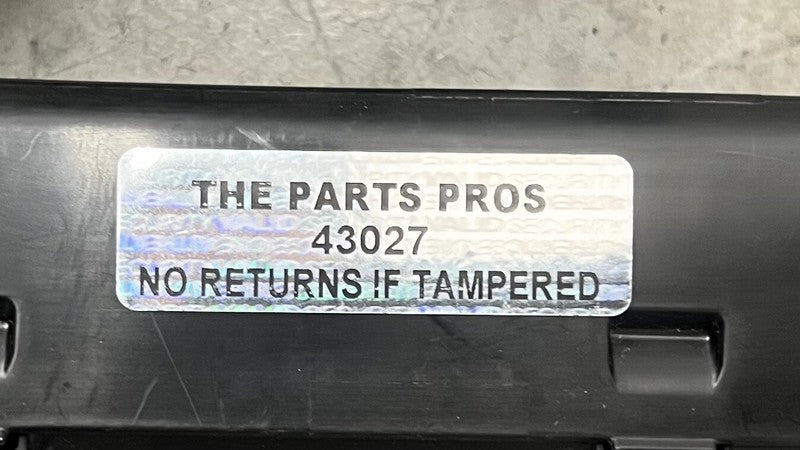 THE PARTS PROS
43027
NO RETURNS IF TAMPERED